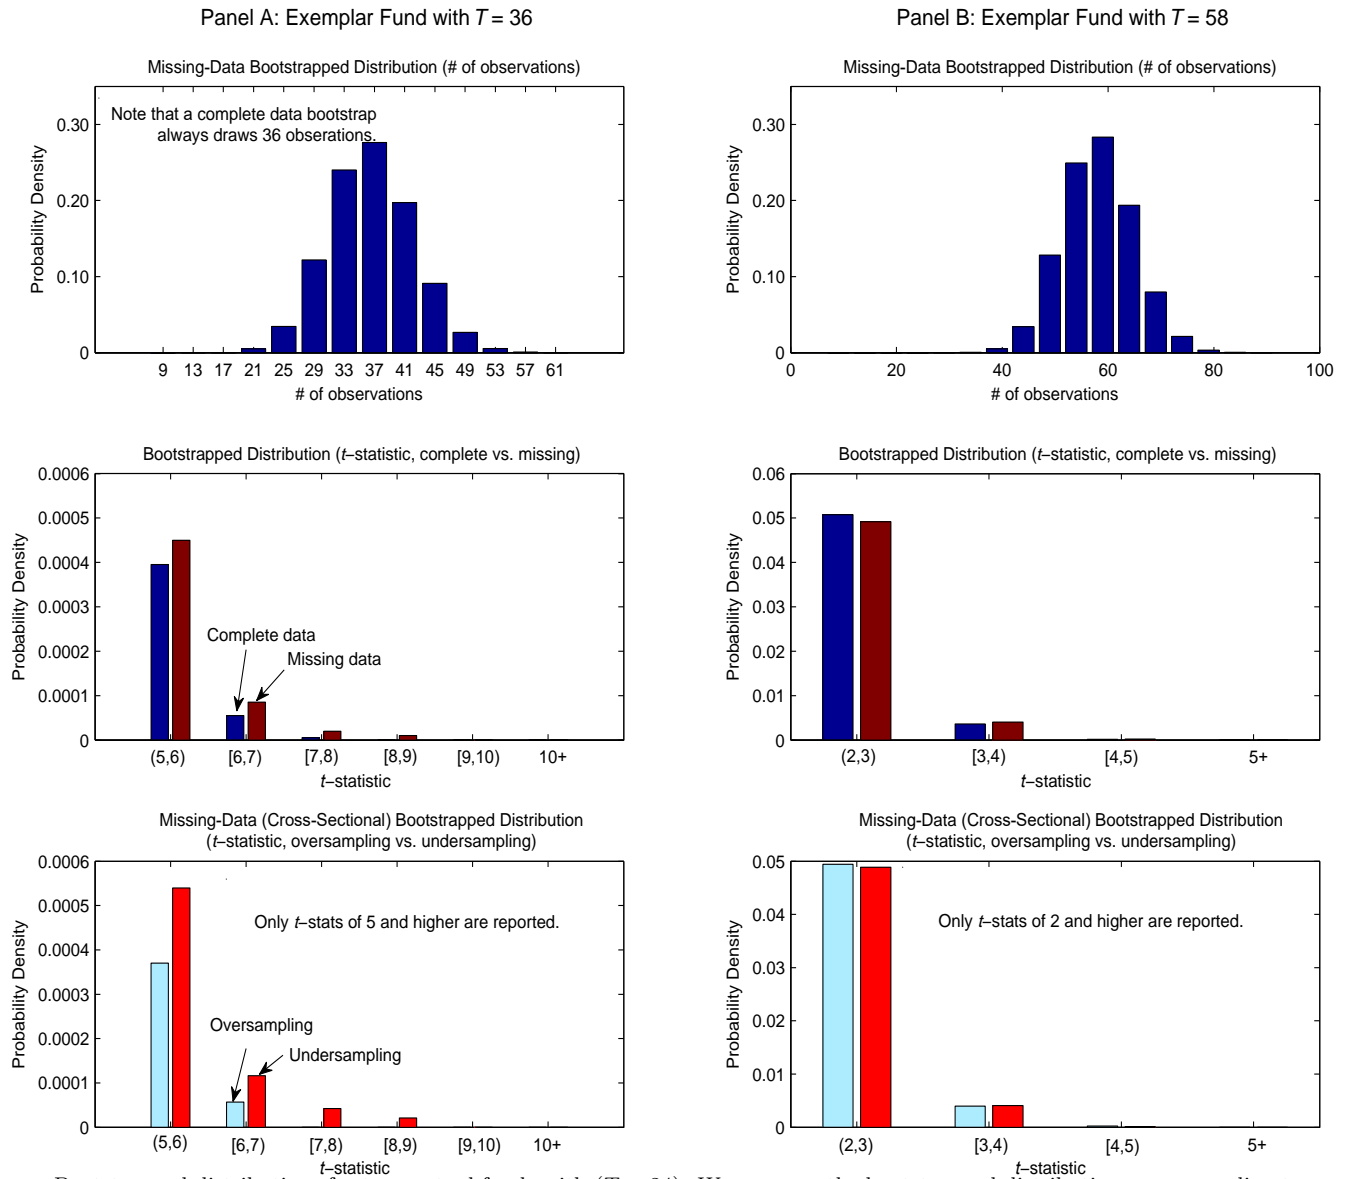 Panel A: Exemplar Fund with T = 36
Missing-Data Bootstrapped Distribution (# of observations)
Note that a complete data bootstrap
always draws 36 obserations.
Probability Density
0.30
0.20
0.10
0
9 13 17 21 25 29 33 37 41 45 49 53 57 61
# of observations
Bootstrapped Distribution (t–statistic, complete vs. missing)
Probability Density
0.0006
0.0005
0.0004
0.0003
0.0002
0.0001
0
Complete data
Missing data
(5,6) [6,7) [7,8) [8,9) [9,10) 10+
t–statistic
Missing-Data (Cross-Sectional) Bootstrapped Distribution
(t–statistic, oversampling vs. undersampling)
Probability Density
0.0006
0.0005
0.0004
0.0003
0.0002
0.0001
0
Only t–stats of 5 and higher are reported.
Oversampling
Undersampling
(5,6) [6,7) [7,8) [8,9) [9,10) 10+
t–statistic
Panel B: Exemplar Fund with T = 58
Missing-Data Bootstrapped Distribution (# of observations)
Probability Density
0.30
0.20
0.10
0
0 20 40 60 80 100
# of observations
Bootstrapped Distribution (t–statistic, complete vs. missing)
Probability Density
0.06
0.05
0.04
0.03
0.02
0.01
0
(2,3) [3,4) [4,5) 5+
t–statistic
Missing-Data (Cross-Sectional) Bootstrapped Distribution
(t–statistic, oversampling vs. undersampling)
Probability Density
0.05
0.04
0.03
0.02
0.01
0
Only t–stats of 2 and higher are reported.
(2,3) [3,4) [4,5) 5+
t–statistic